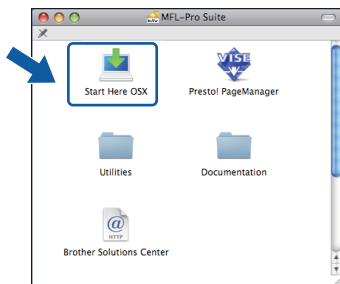 MFL-Pro Suite
Start Here OSX
VISE
Presto! PageManager
Utilities
Documentation
@
HTTP
Brother Solutions Center